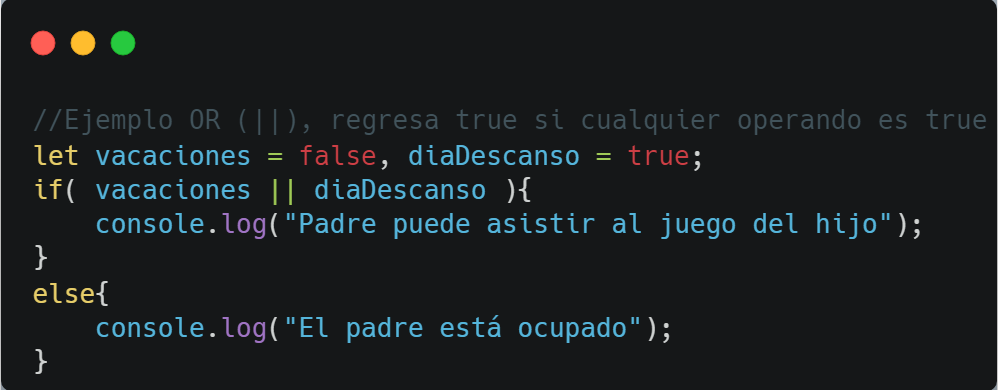 //Ejemplo OR (||), regresa true si cualquier operando es true
let vacaciones = false, diaDescanso = true;
if( vacaciones || diaDescanso ){
    console.log("Padre puede asistir al juego del hijo");
}
else{
    console.log("El padre está ocupado");
}